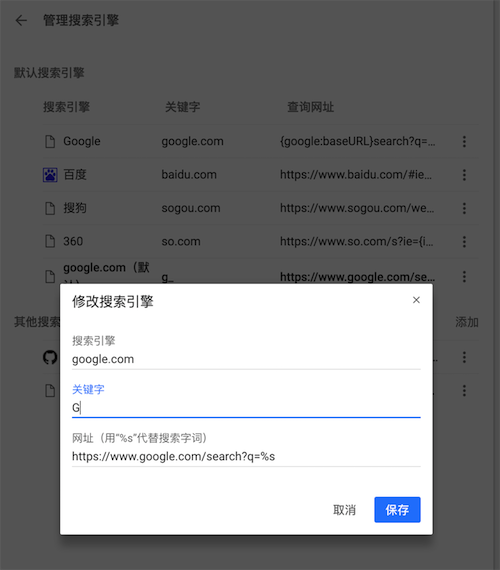 管理搜索引擎
默认搜索引擎
搜索引擎 关键字 查询网址
Google google.com {google:baseURL}search?q=...
百度 baidu.com https://www.baidu.com/#ie...
搜狗 sogou.com https://www.sogou.com/we...
360 so.com https://www.so.com/s?ie={i...
google.com（默 g_ https://www.google.com/se...
其他搜索 添加
修改搜索引擎
搜索引擎
google.com
关键字
G
网址（用“%s”代替搜索字词）
https://www.google.com/search?q=%s
取消 保存